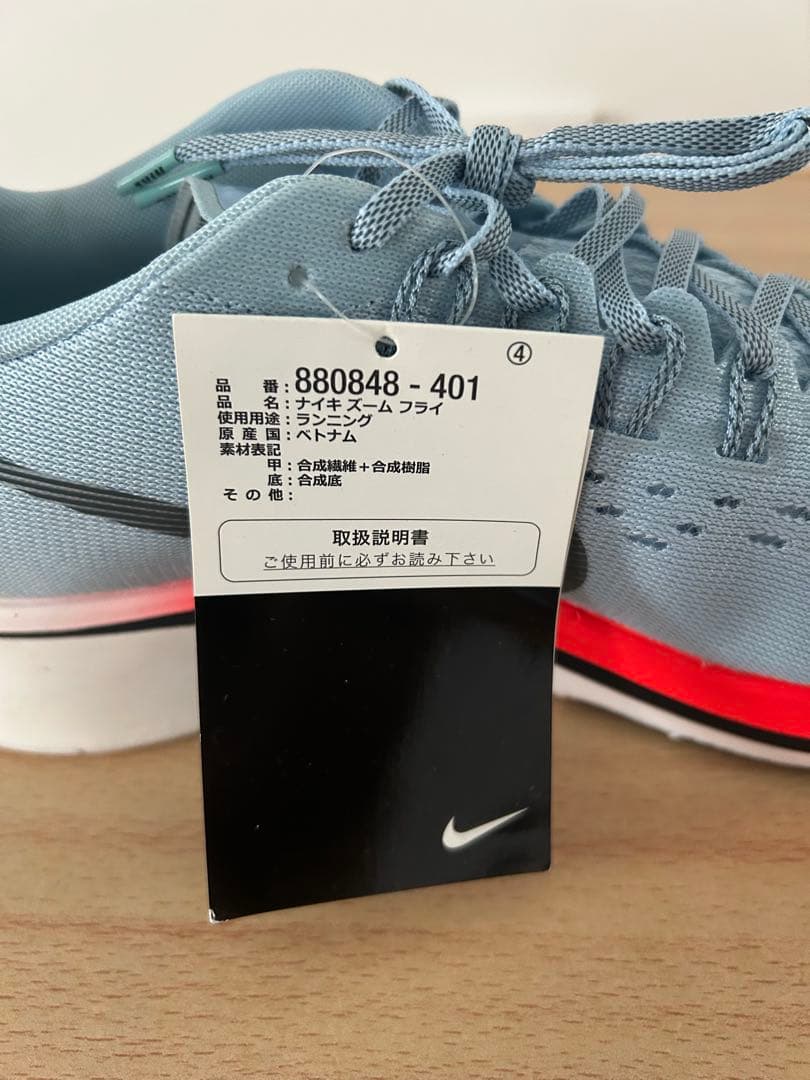 ④
品 番 : 880848 - 401
品 名 : ナイキ ズーム フライ
使用用途 : ランニング
原 産 国 : ベトナム
素材表記
甲 : 合成繊維＋合成樹脂
底 : 合成底
そ の 他 :
取扱説明書
ご使用前に必ずお読み下さい